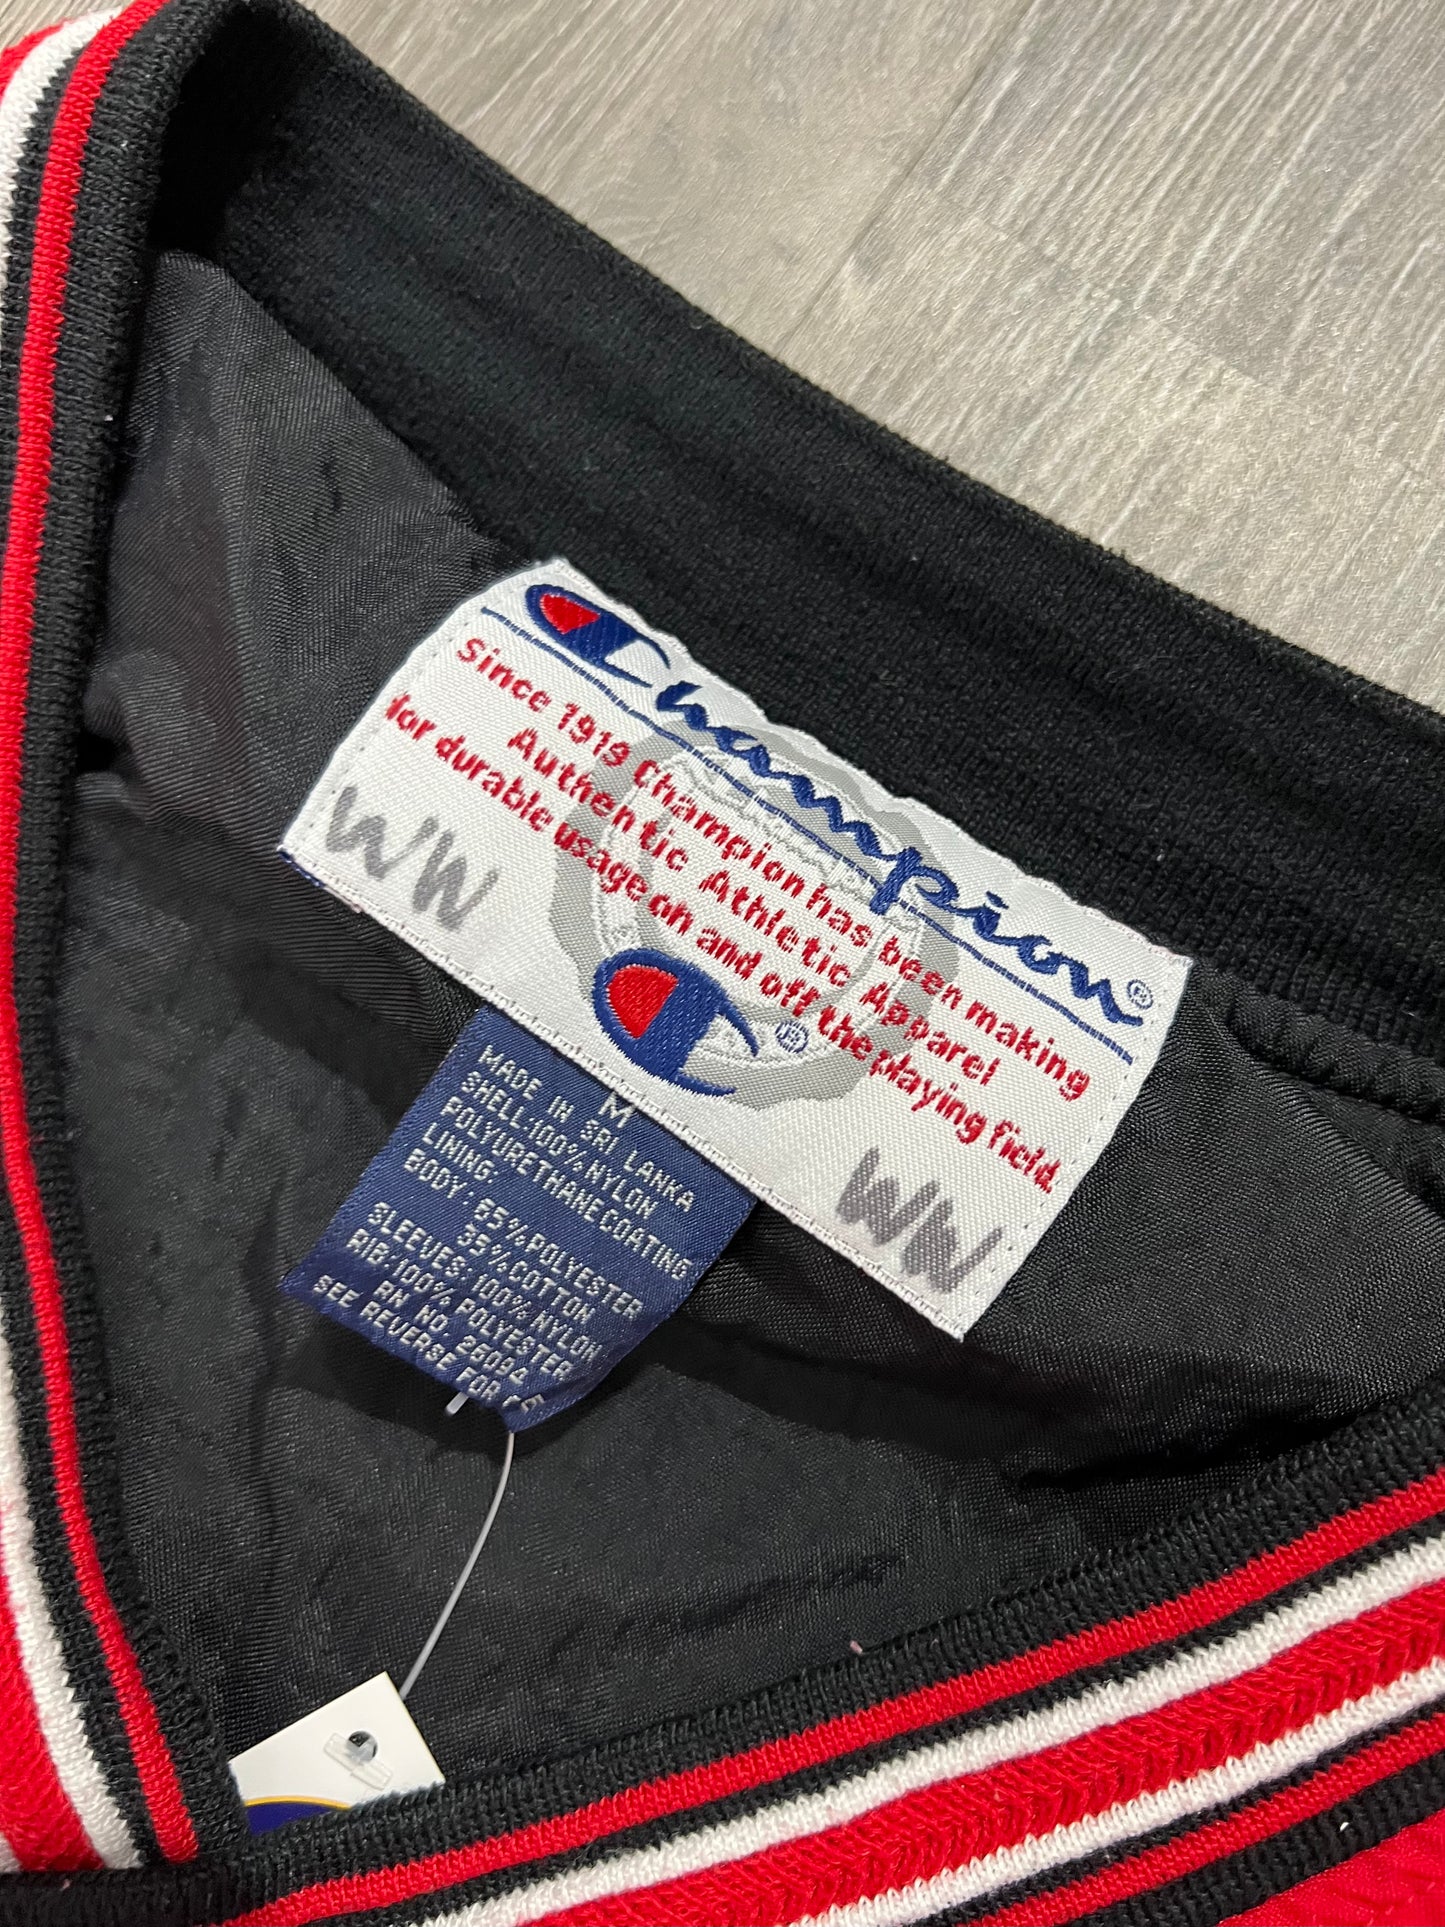 Champion®
Since 1919 Champion has been making
Authentic Athletic Apparel
for durable usage on and off the playing field.
WW
®
WW
M
MADE IN SRI LANKA
SHELL:100% NYLON
POLYURETHANE COATING
LINING:
BODY: 65% POLYESTER
35% COTTON
SLEEVES: 100% NYLON
RIB:100% POLYESTER
RN NO. 26094
SEE REVERSE FOR